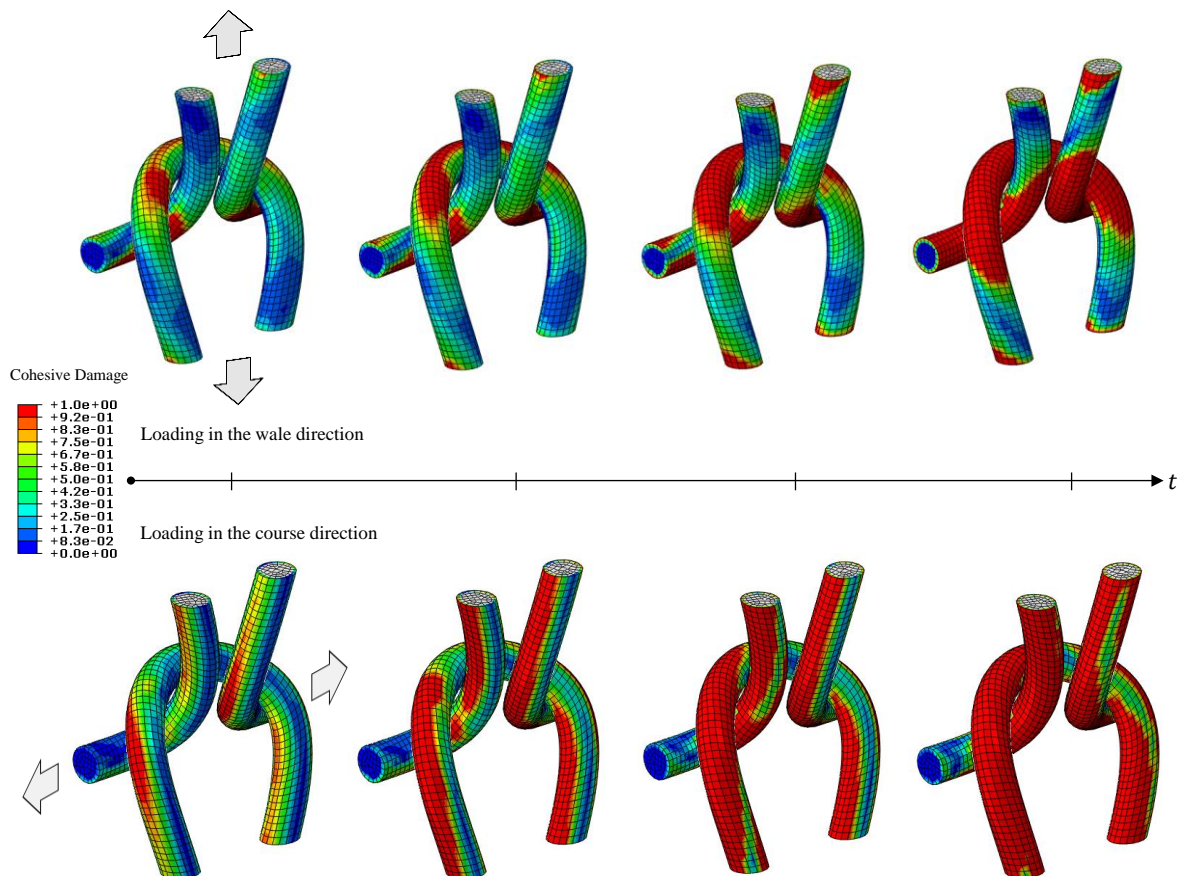 Cohesive Damage
+1.0e+00
+9.2e-01
+8.3e-01
+7.5e-01
+6.7e-01
+5.8e-01
+5.0e-01
+4.2e-01
+3.3e-01
+2.5e-01
+1.7e-01
+8.3e-02
+0.0e+00
Loading in the wale direction
t
Loading in the course direction